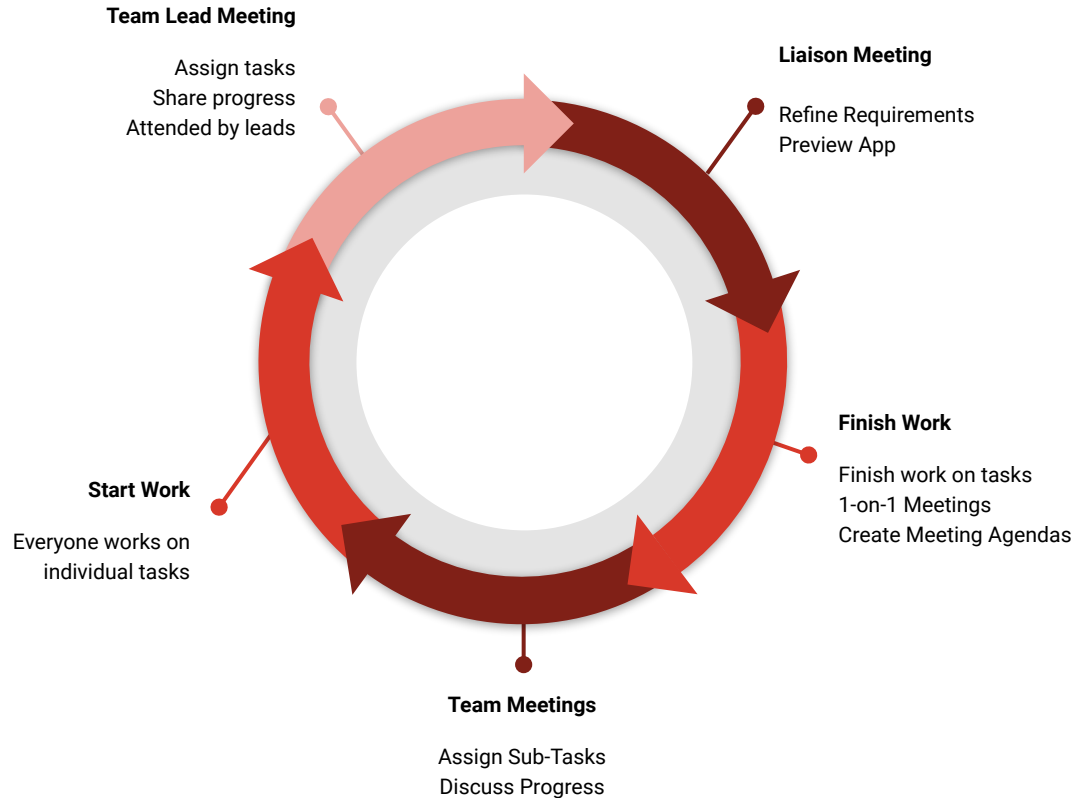 Team Lead Meeting
Assign tasks
Share progress
Attended by leads
Liaison Meeting
Refine Requirements
Preview App
Finish Work
Finish work on tasks
1-on-1 Meetings
Create Meeting Agendas
Team Meetings
Assign Sub-Tasks
Discuss Progress
Start Work
Everyone works on
individual tasks